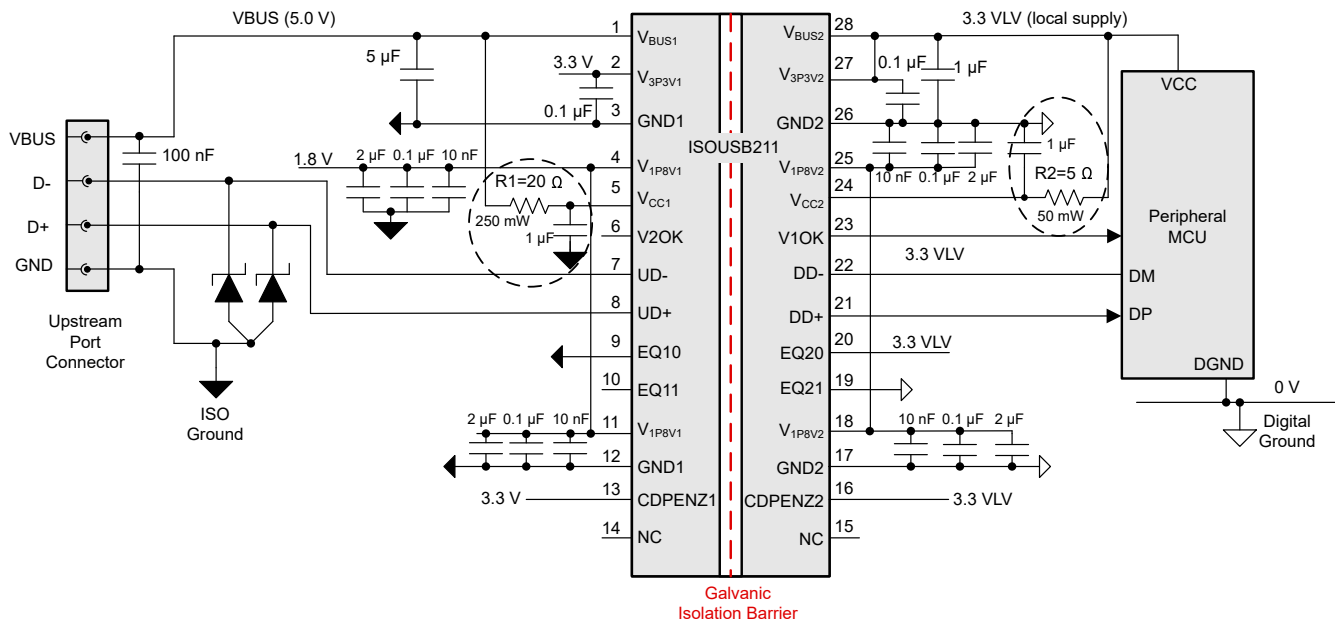 VBUS (5.0 V)
3.3 VLV (local supply)
1
VBUS1
VBUS2
28
5 µF
3.3 V
2
V3P3V1
V3P3V2
27
0.1 µF
1 µF
VCC
0.1 µF
3
GND1
GND2
26
ISOUSB211
VBUS
100 nF
D-
D+
GND
Upstream
Port
Connector
ISO
Ground
1.8 V
2 µF
0.1 µF
10 nF
4
V1P8V1
V1P8V2
25
10 nF
0.1 µF
2 µF
1 µF
R1=20 Ω
250 mW
1 µF
5
VCC1
VCC2
24
R2=5 Ω
50 mW
6
V2OK
V1OK
23
3.3 VLV
Peripheral
MCU
7
UD-
DD-
22
DM
8
UD+
DD+
21
DP
9
EQ10
EQ20
20
3.3 VLV
10
EQ11
EQ21
19
DGND
0 V
Digital
Ground
2 µF
0.1 µF
10 nF
11
V1P8V1
V1P8V2
18
10 nF
0.1 µF
2 µF
12
GND1
GND2
17
3.3 V
13
CDPENZ1
CDPENZ2
16
3.3 VLV
14
NC
NC
15
Galvanic
Isolation Barrier